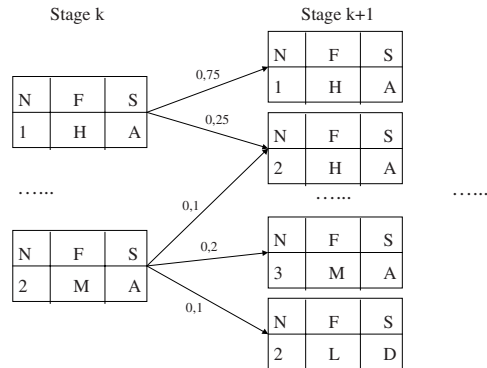 Stage k Stage k+1
N F S
1 H A
0,75
0,25
N F S
1 H A
N F S
2 H A
…...
…...
…...
N F S
2 M A
0,1
0,2
0,1
N F S
3 M A
N F S
2 L D